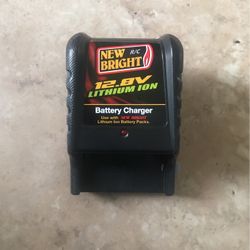 NEW R/C
BRIGHT
12.8V
LITHIUM ION
Battery Charger
Use with NEW BRIGHT
Lithium Ion Battery Packs.